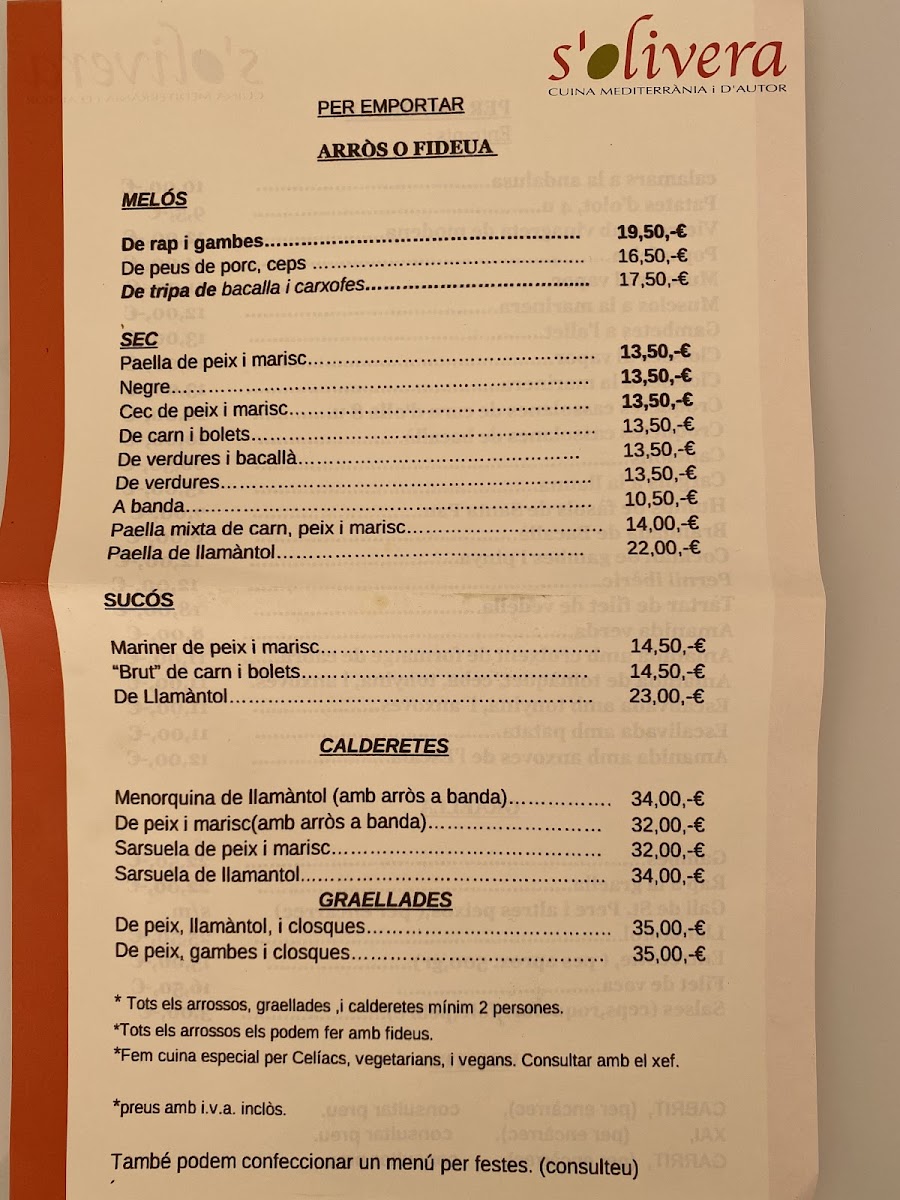 s'olivera
CUINA MEDITERRÀNIA i D'AUTOR
PER EMPORTAR
ARRÒS O FIDEUA
MELÓS
De rap i gambes................................................ 19,50,-€
De peus de porc, ceps ........................................ 16,50,-€
De tripa de bacalla i carxofes................................ 17,50,-€
SEC
Paella de peix i marisc........................................ 13,50,-€
Negre............................................................ 13,50,-€
Cec de peix i marisc........................................... 13,50,-€
De carn i bolets................................................ 13,50,-€
De verdures i bacallà.......................................... 13,50,-€
De verdures..................................................... 13,50,-€
A banda.......................................................... 10,50,-€
Paella mixta de carn, peix i marisc.......................... 14,00,-€
Paella de llamàntol............................................ 22,00,-€
SUCÓS
Mariner de peix i marisc...................................... 14,50,-€
“Brut” de carn i bolets........................................ 14,50,-€
De Llamàntol.................................................... 23,00,-€
CALDERETES
Menorquina de llamàntol (amb arròs a banda)................ 34,00,-€
De peix i marisc(amb arròs a banda).......................... 32,00,-€
Sarsuela de peix i marisc...................................... 32,00,-€
Sarsuela de llamantol.......................................... 34,00,-€
GRAELLADES
De peix, llamàntol, i closques................................ 35,00,-€
De peix, gambes i closques.................................... 35,00,-€
* Tots els arrossos, graellades ,i calderetes mínim 2 persones.
*Tots els arrossos els podem fer amb fideus.
*Fem cuina especial per Celíacs, vegetarians, i vegans. Consultar amb el xef.
*preus amb i.v.a. inclòs.
També podem confeccionar un menú per festes. (consulteu)